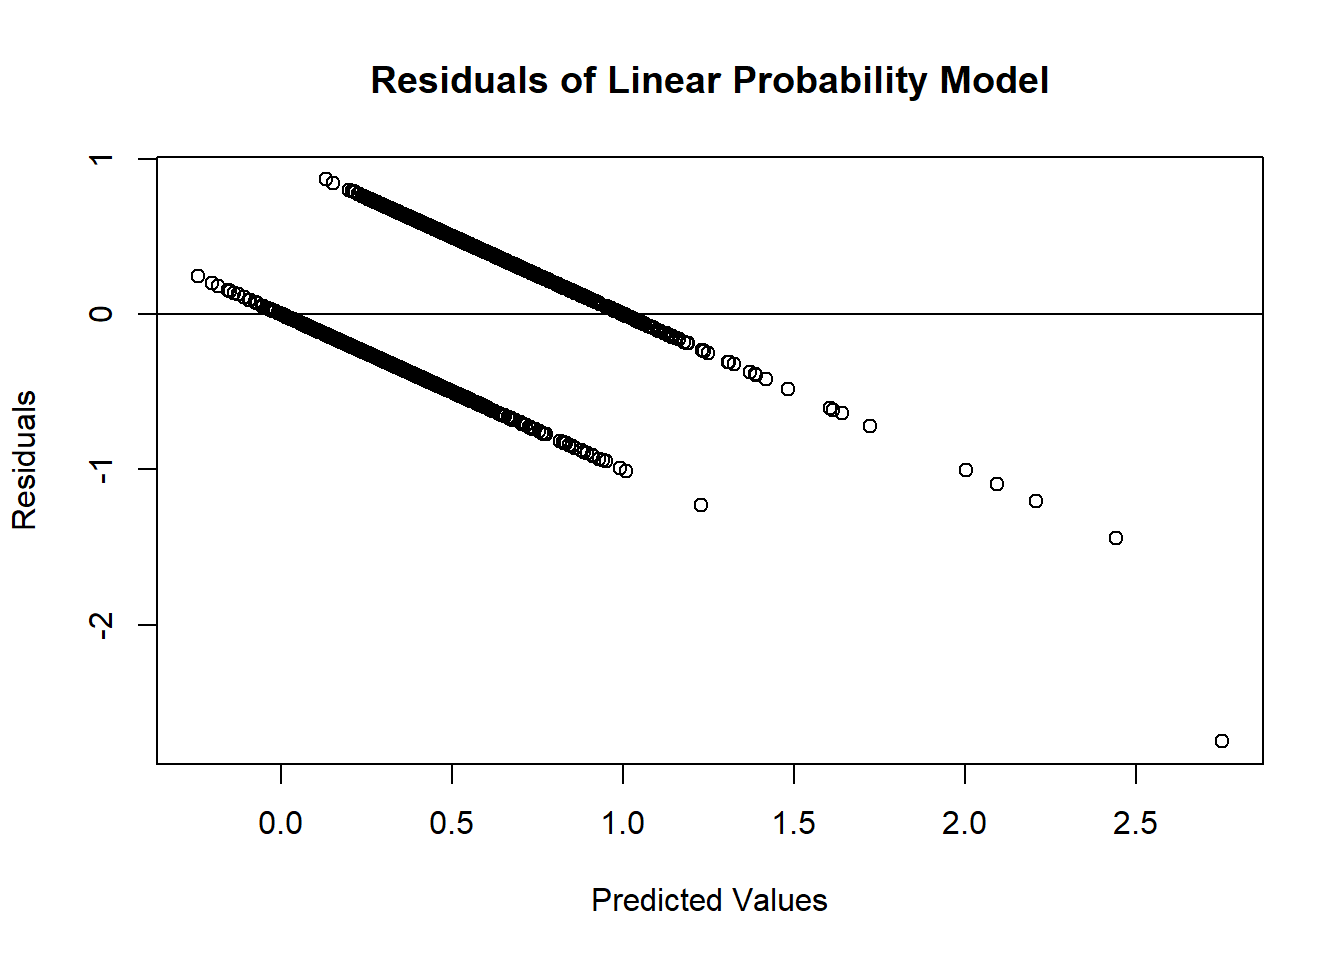 Residuals of Linear Probability Model
1
0
-1
-2
Residuals
0.0 0.5 1.0 1.5 2.0 2.5
Predicted Values